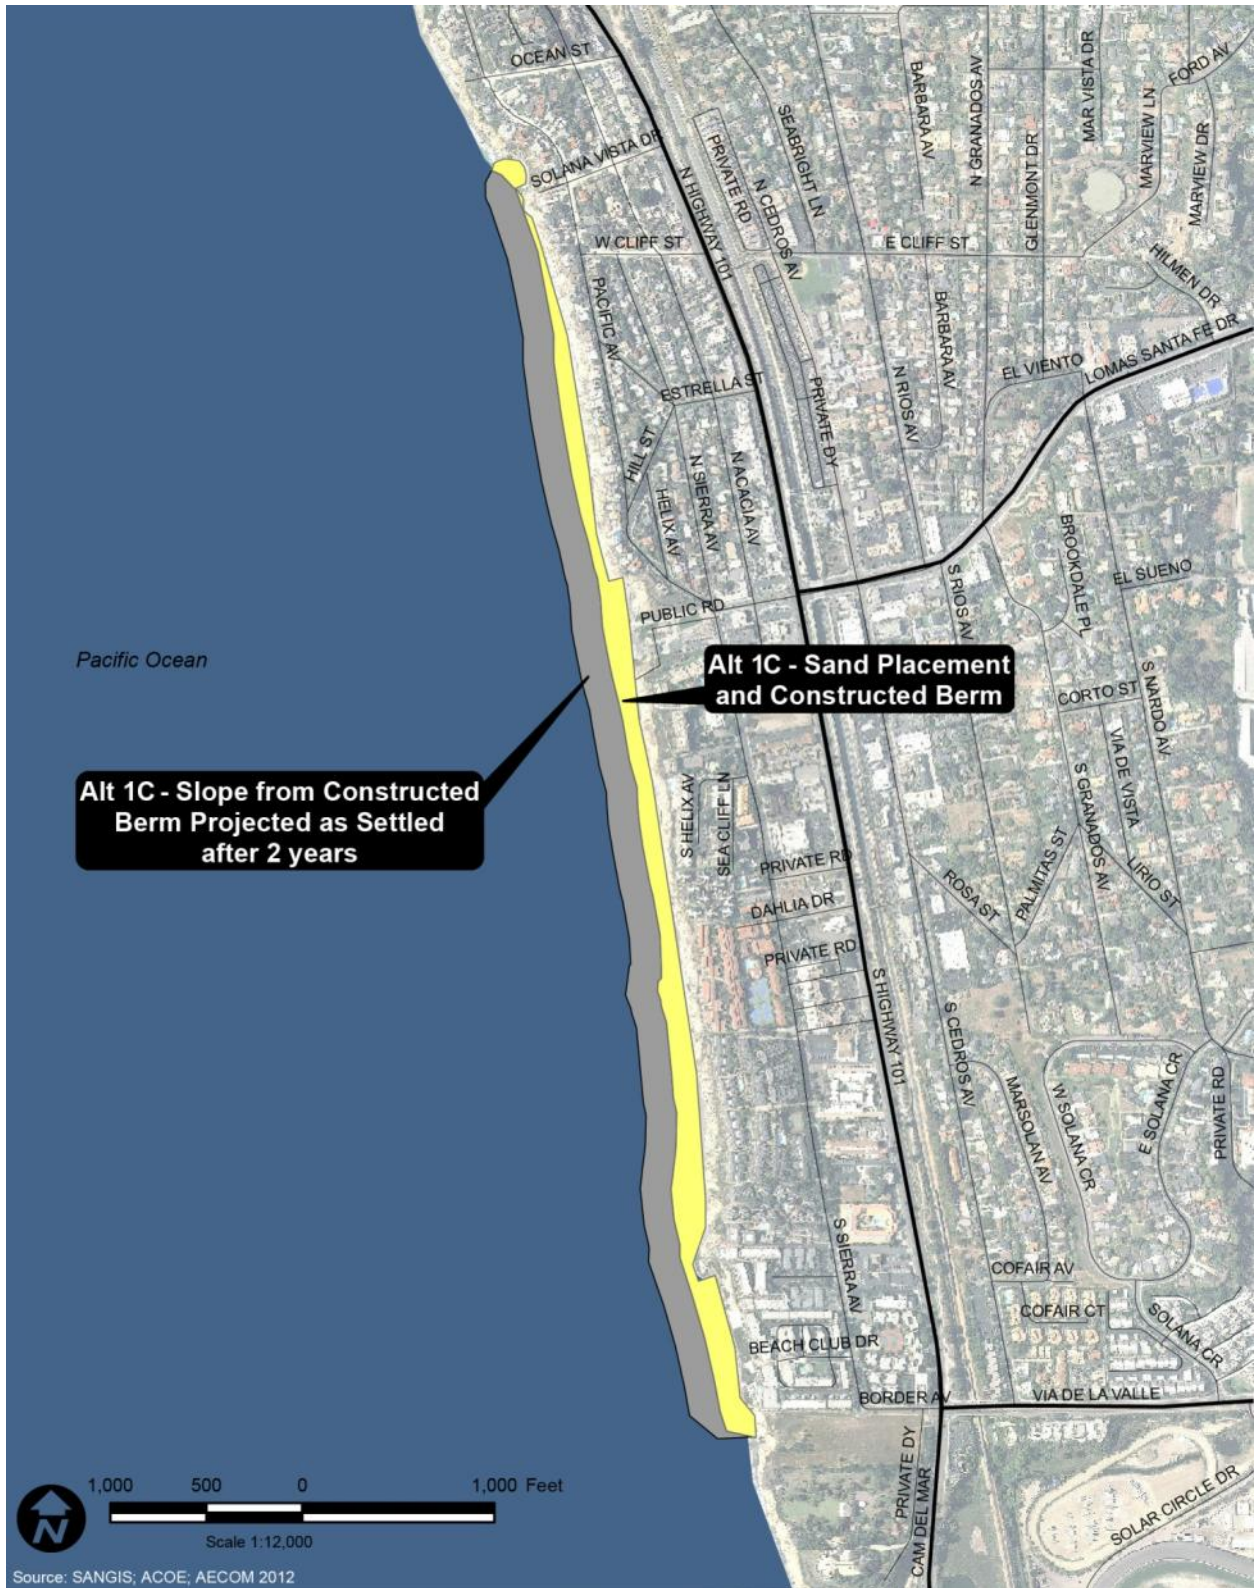 OCEAN ST
SOLANA VISTA DR
N HIGHWAY 101
PRIVATE RD
N CEDROS AV
SEABRIGHT LN
BARBARA AV
N GRANADOS AV
GLENMONT DR
MAR VISTA DR
FORD AV
MARVIEW LN
MARVIEW DR
W CLIFF ST
E CLIFF ST
HILMEN DR
PACIFIC AV
BARBARA AV
N RIOS AV
EL VIENTO
LOMAS SANTA FE DR
ESTRELLA ST
PRIVATE DY
HILL ST
HELIX AV
N SIERRA AV
N ACACIA AV
PUBLIC RD
S RIOS AV
BROOKDALE PL
EL SUENO
Pacific Ocean
Alt 1C - Sand Placement
and Constructed Berm
CORTO ST
S NARDO AV
VIA DE VISTA
Alt 1C - Slope from Constructed
Berm Projected as Settled
after 2 years
S HELIX AV
SEA CLIFF LN
S GRANADOS AV
PRIVATE RD
DAHLIA DR
PRIVATE RD
ROSA ST
PALMITAS ST
LIRIO ST
S HIGHWAY 101
S CEDROS AV
MARSOLAN AV
W SOLANA CR
E SOLANA CR
PRIVATE RD
S SIERRA AV
COFAIR AV
COFAIR CT
SOLANA CR
BEACH CLUB DR
BORDER AV
VIA DE LA VALLE
PRIVATE DY
CAM DEL MAR
SOLAR CIRCLE DR
1,000 500 0 1,000 Feet
N
Scale 1:12,000
Source: SANGIS; ACOE; AECOM 2012